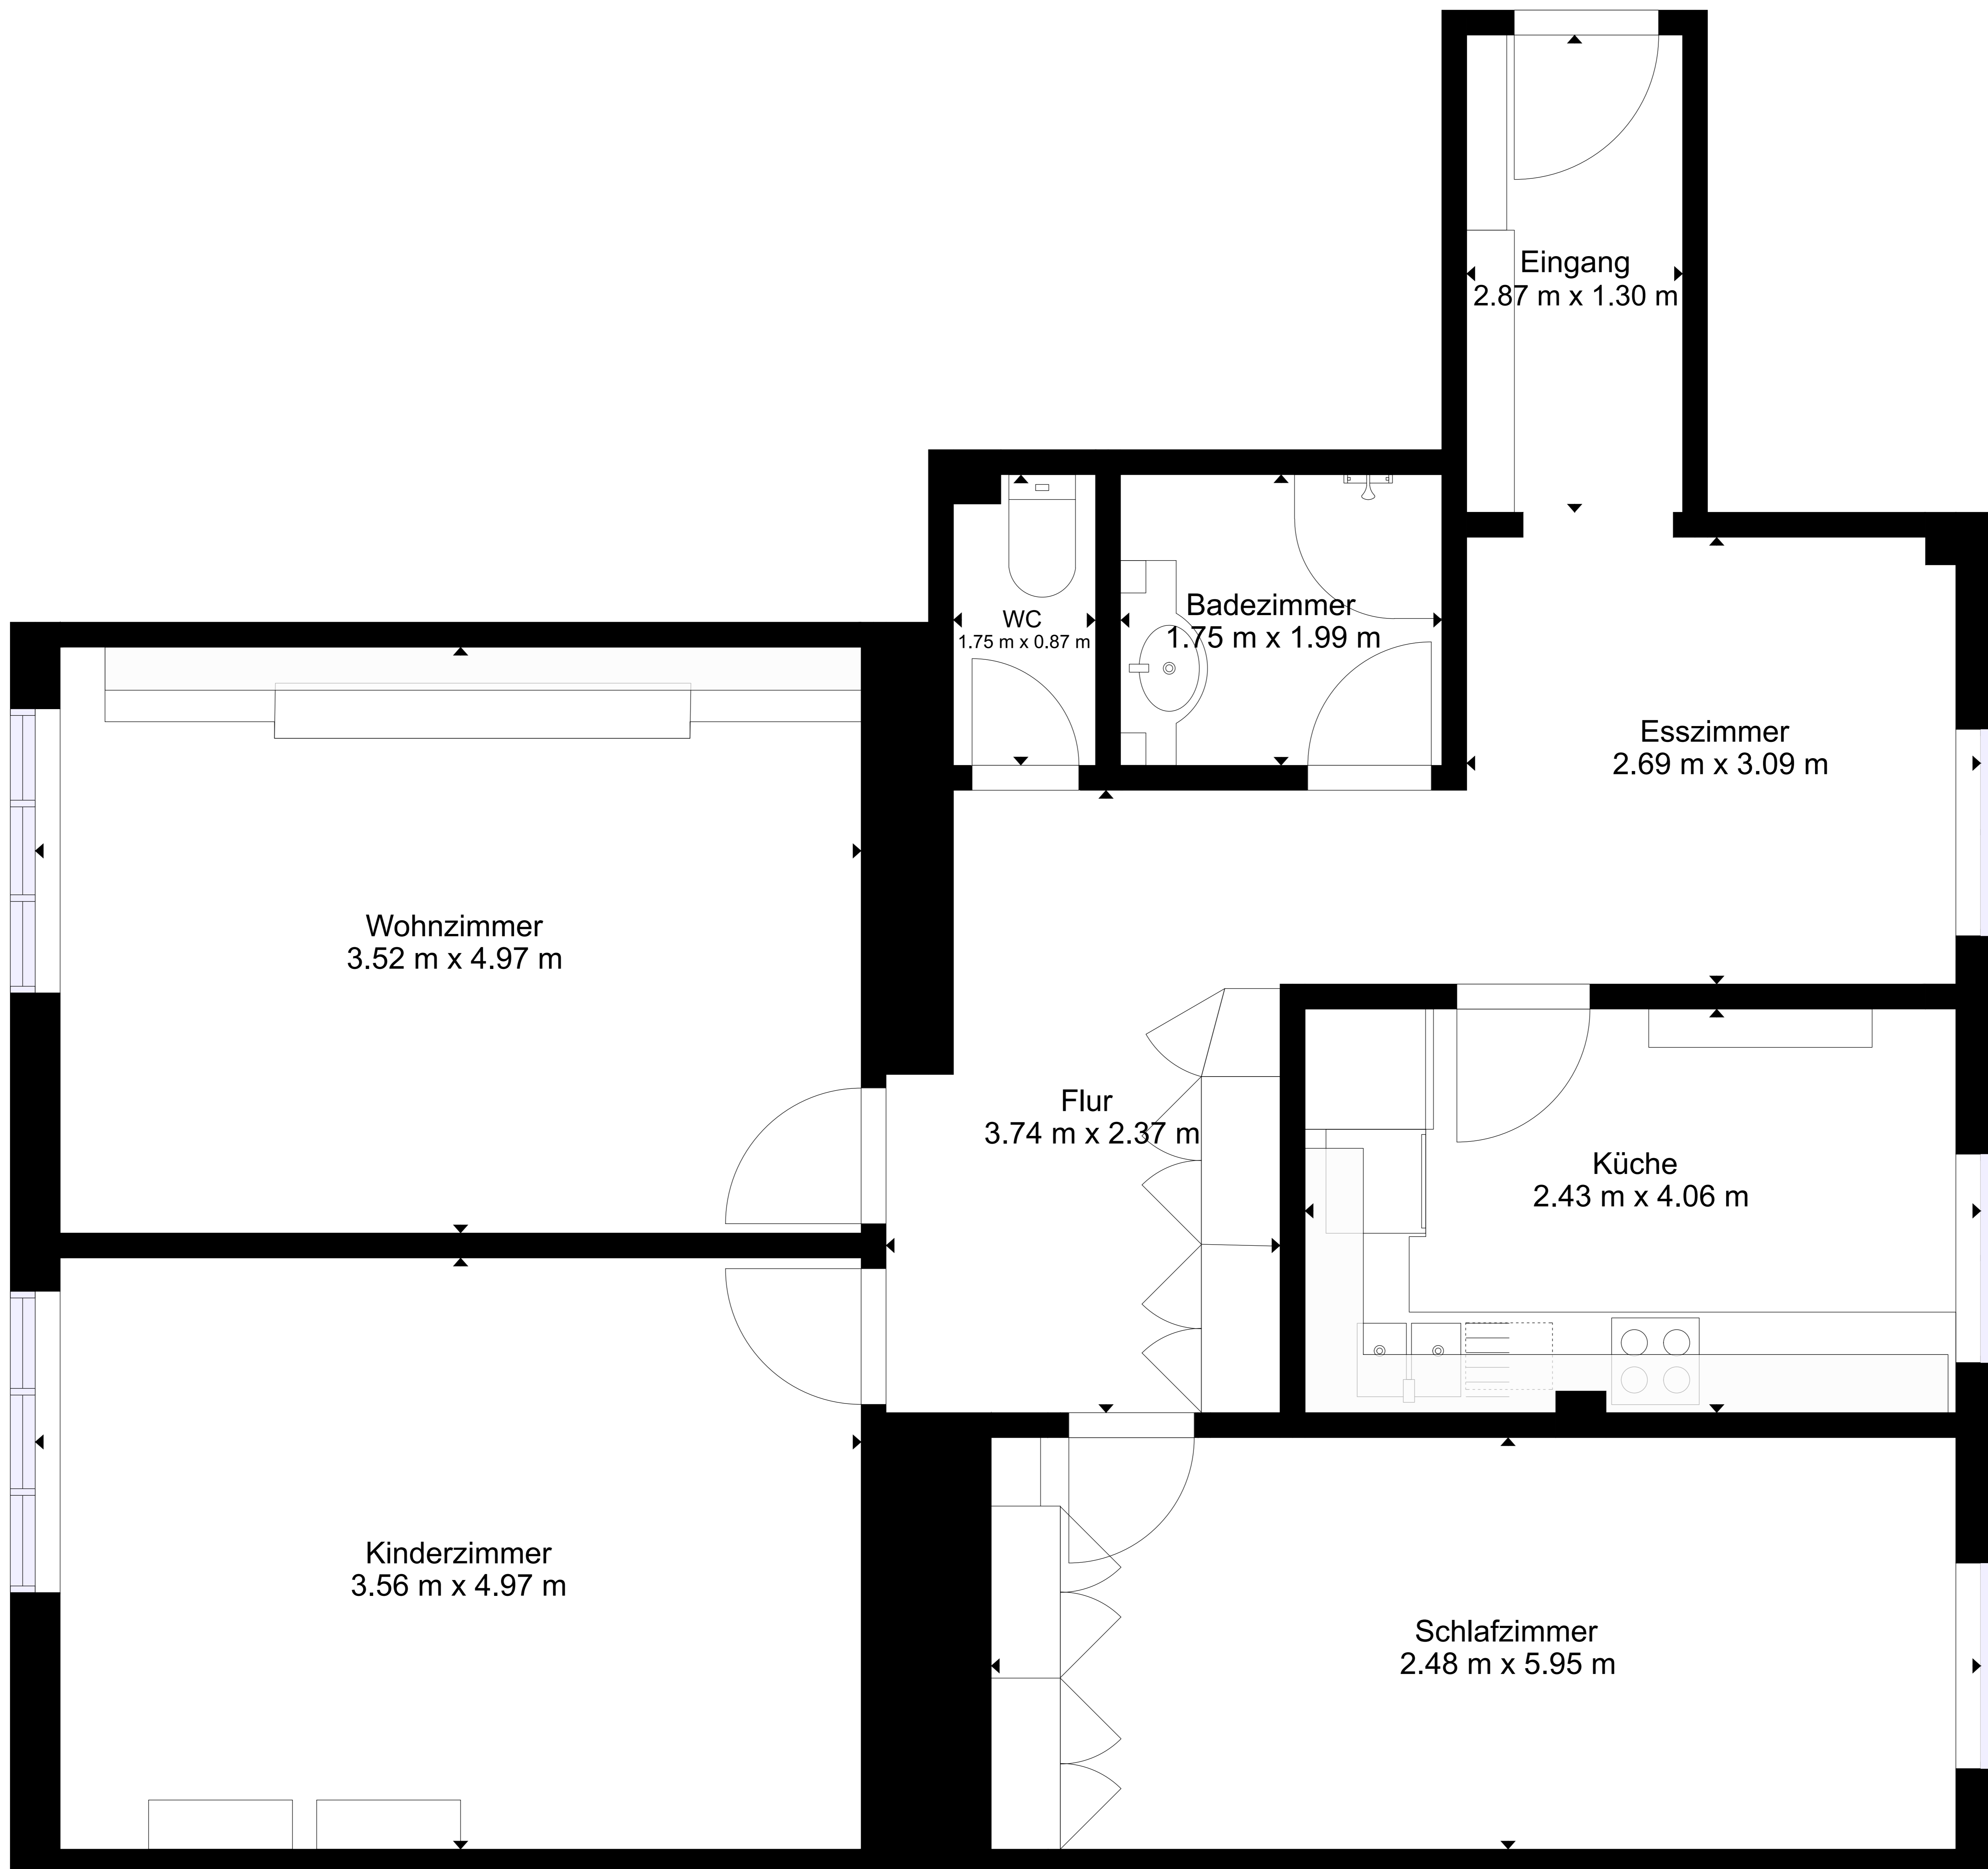 Eingang
2.87 m x 1.30 m
WC
1.75 m x 0.87 m
Badezimmer
1.75 m x 1.99 m
Esszimmer
2.69 m x 3.09 m
Wohnzimmer
3.52 m x 4.97 m
Flur
3.74 m x 2.37 m
Küche
2.43 m x 4.06 m
Kinderzimmer
3.56 m x 4.97 m
Schlafzimmer
2.48 m x 5.95 m